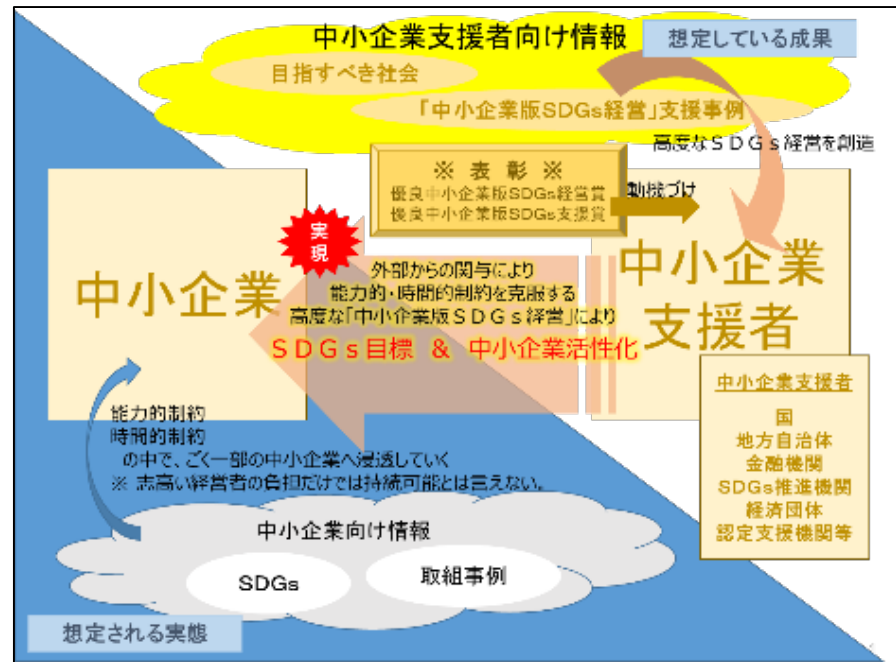 中小企業支援者向け情報
想定している成果
目指すべき社会
「中小企業版SDGs経営」支援事例
高度なＳＤＧｓ経営を創造
※ 表 彰 ※
優良中小企業版SDGs経営賞
優良中小企業版SDGs支援賞
動機づけ
実現
中小企業
中小企業
支援者
外部からの関与により
能力的・時間的制約を克服する
高度な「中小企業版ＳＤＧｓ経営」により
ＳＤＧｓ目標 ＆ 中小企業活性化
中小企業支援者
国
地方自治体
金融機関
SDGs推進機関
経済団体
認定支援機関等
能力的制約
時間的制約
の中で、ごく一部の中小企業へ浸透していく
※ 志高い経営者の負担だけでは持続可能とは言えない。
中小企業向け情報
SDGs
取組事例
想定される実態